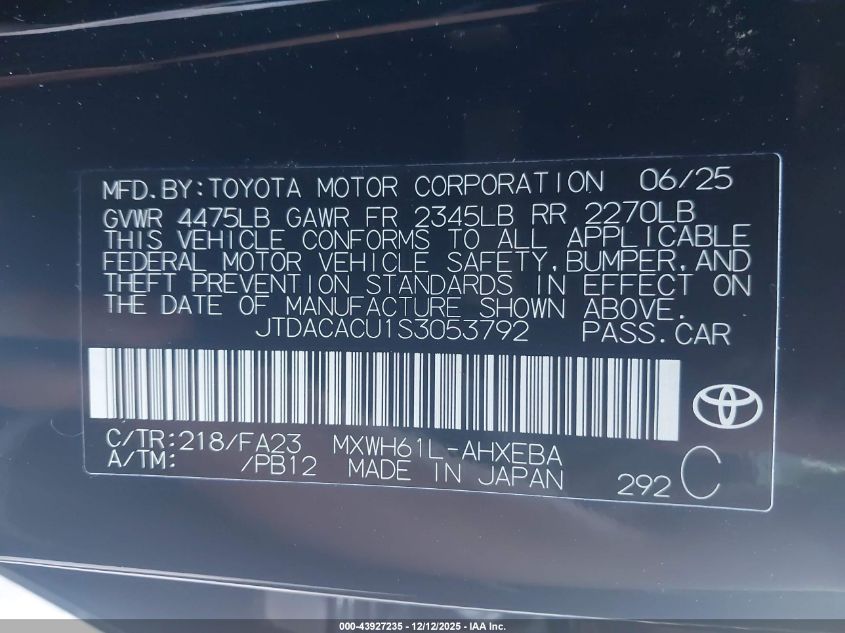 MFD.BY:TOYOTA MOTOR CORPORATION 06/25
GVWR 4475LB GAWR FR 2345LB RR 2270LB
THIS VEHICLE CONFORMS TO ALL APPLICABLE
FEDERAL MOTOR VEHICLE SAFETY,BUMPER,AND
THEFT PREVENTION STANDARDS IN EFFECT ON
THE DATE OF MANUFACTURE SHOWN ABOVE.
JTDACACU1S3053792 PASS.CAR
C/TR:218/FA23 MXWH61L-AHXEBA
A/TM: /PB12 MADE IN JAPAN 292 C
000-43927235 - 12/12/2025 - IAA Inc.